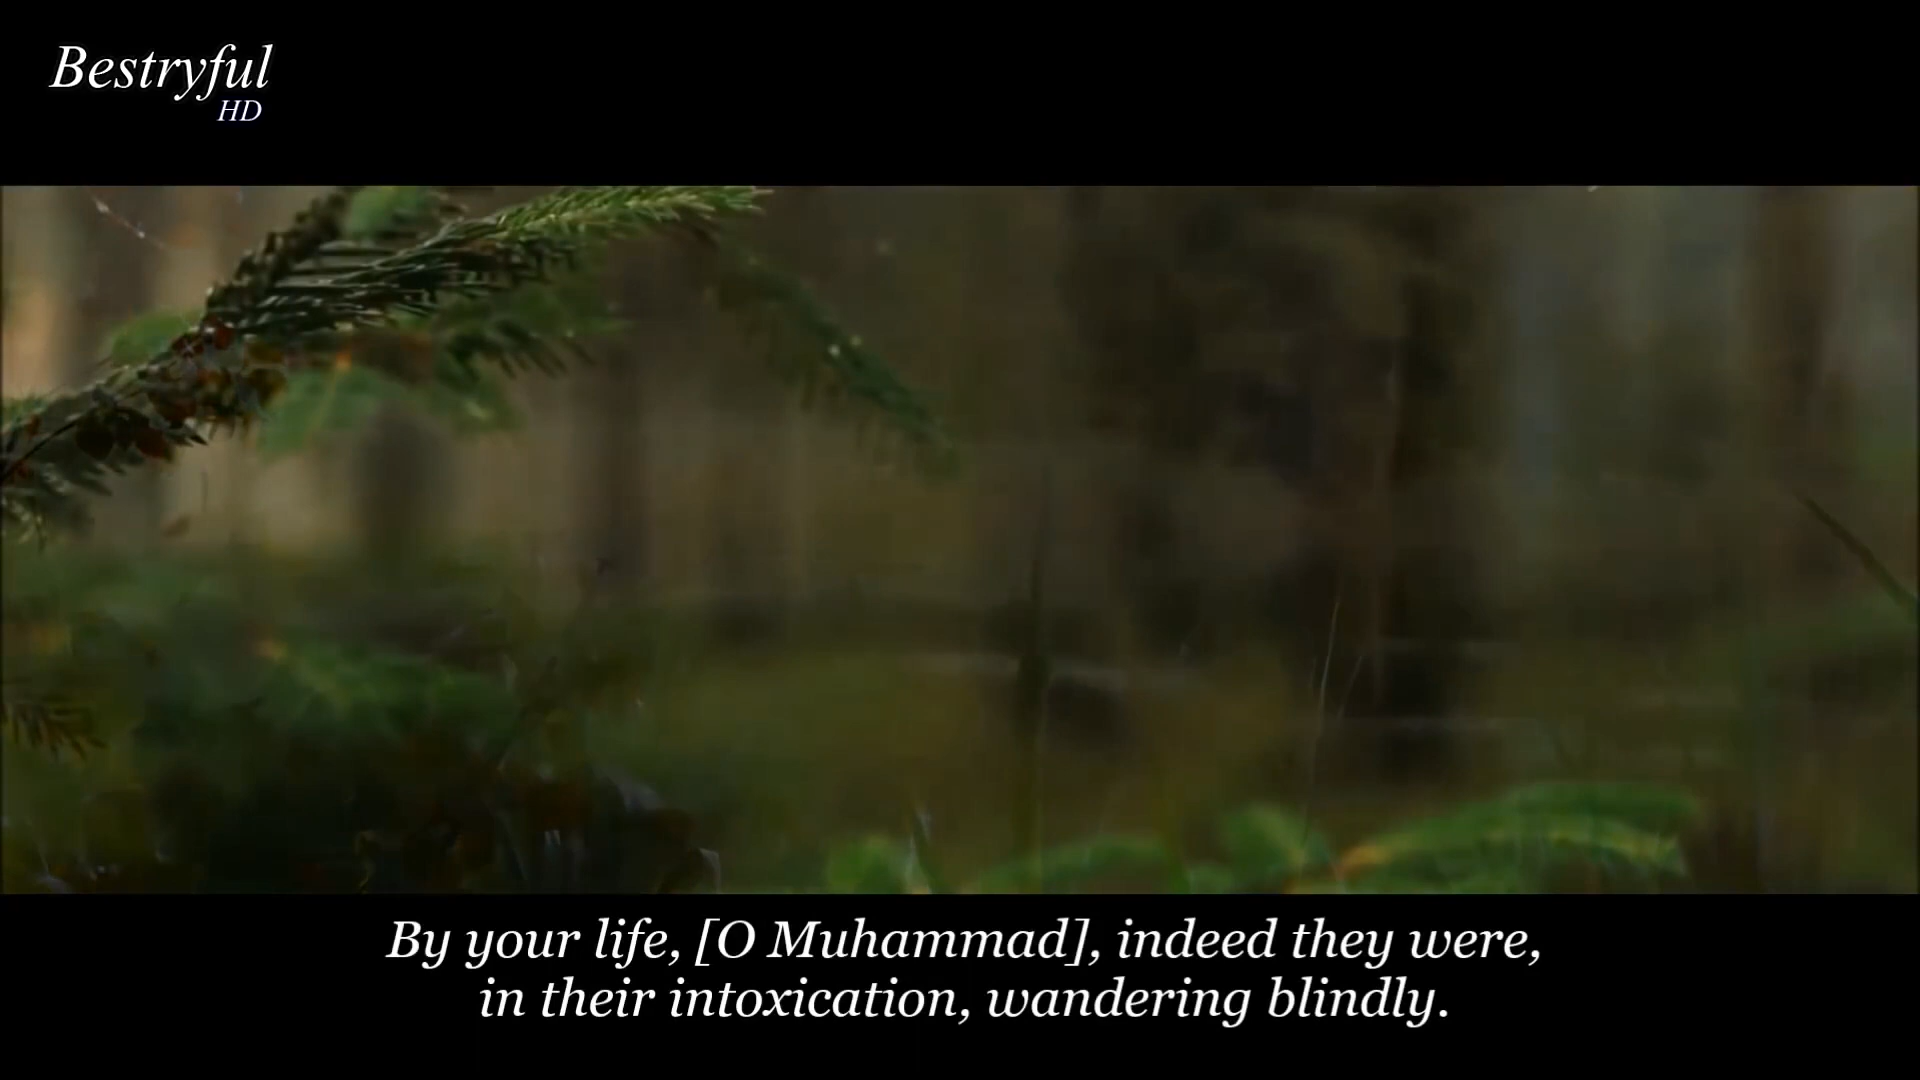 Bestryful
HD
By your life, [O Muhammad], indeed they were,
in their intoxication, wandering blindly.